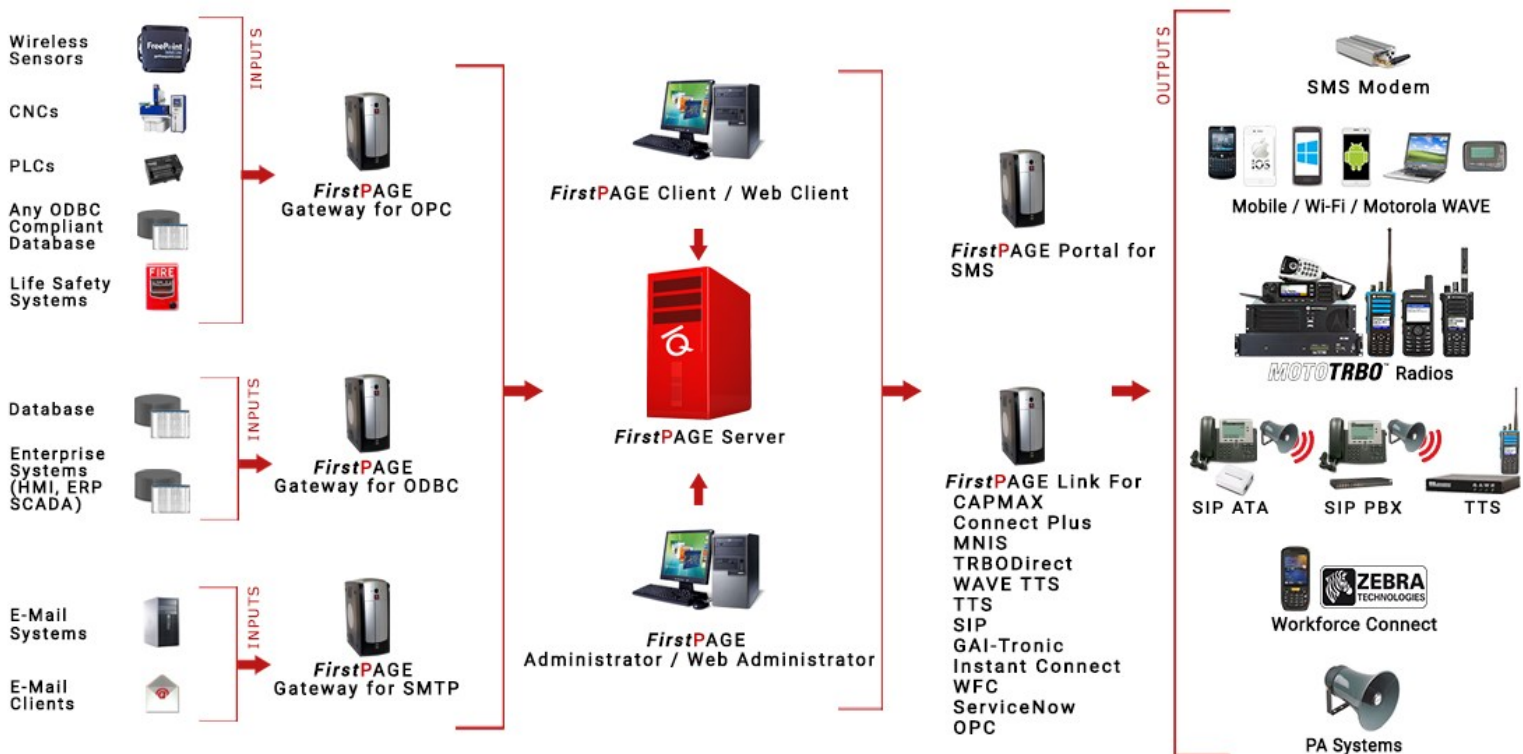 Wireless
Sensors
FreePoint
CNCs
PLCs
Any ODBC
Compliant
Database
Life Safety
Systems
FIRE
INPUTS
FirstPAGE
Gateway for OPC
Database
Enterprise
Systems
(HMI, ERP
SCADA)
INPUTS
FirstPAGE
Gateway for ODBC
E-Mail
Systems
E-Mail
Clients
INPUTS
FirstPAGE
Gateway for SMTP
FirstPAGE Client / Web Client
FirstPAGE Server
FirstPAGE
Administrator / Web Administrator
FirstPAGE Portal for
SMS
FirstPAGE Link For
CAPMAX
Connect Plus
MNIS
TRBODirect
WAVE TTS
TTS
SIP
GAI-Tronic
Instant Connect
WFC
ServiceNow
OPC
OUTPUTS
SMS Modem
iOS
Mobile / Wi-Fi / Motorola WAVE
MOTOTRBO™ Radios
SIP ATA
SIP PBX
TTS
ZEBRA
TECHNOLOGIES
Workforce Connect
PA Systems